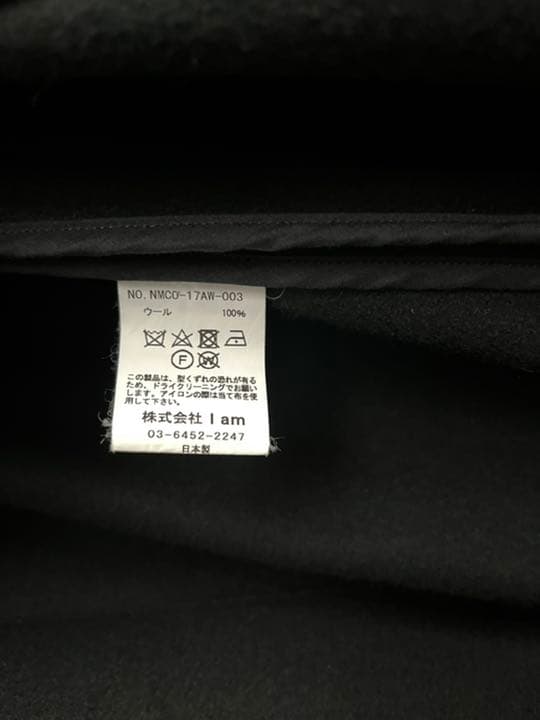 NO. NMCO-17AW-003
ウール 100%
F
W
この製品は、型くずれの恐れが有る
ため、ドライクリーニングでお願い
します。アイロンの際は当て布を使
用して下さい。
株式会社 I am
03-6452-2247
日本製